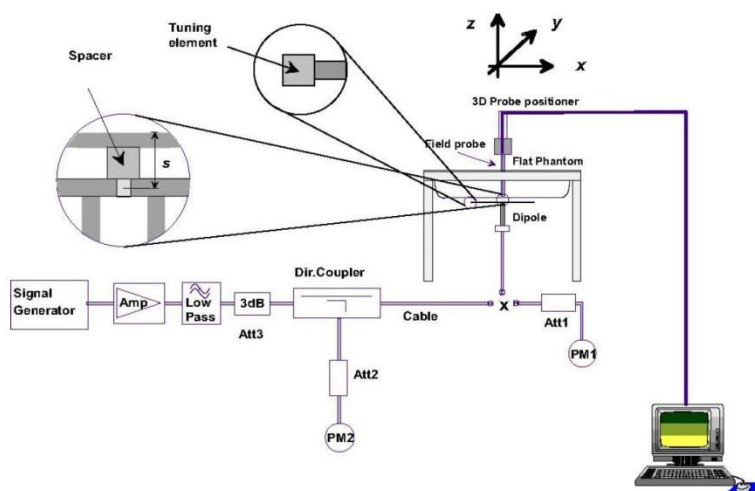 Tuning
element
Spacer
s
z
y
x
3D Probe positioner
Field probe
Flat Phantom
Dipole
Dir.Coupler
Signal
Generator
Amp
Low
Pass
3dB
Att3
Cable
x
Att1
PM1
Att2
PM2